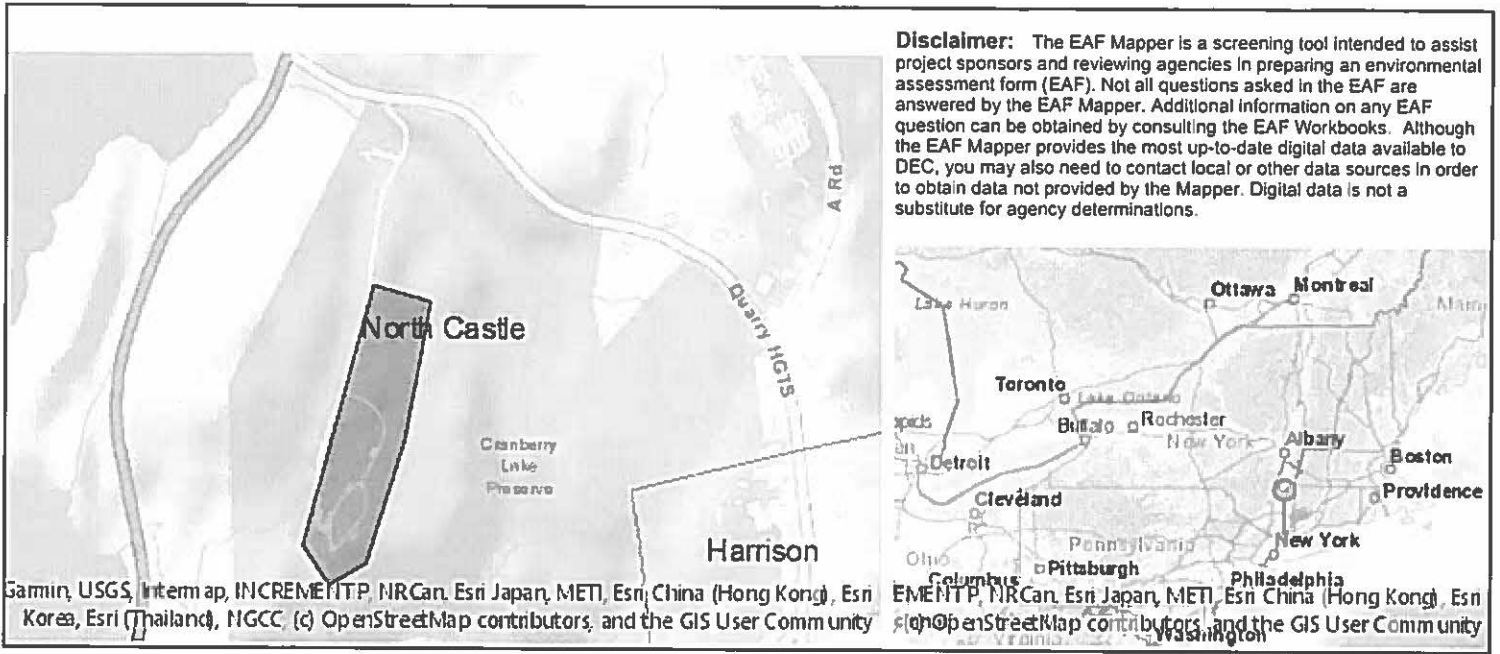 Disclaimer: The EAF Mapper is a screening tool intended to assist
project sponsors and reviewing agencies in preparing an environmental
assessment form (EAF). Not all questions asked in the EAF are
answered by the EAF Mapper. Additional information on any EAF
question can be obtained by consulting the EAF Workbooks. Although
the EAF Mapper provides the most up-to-date digital data available to
DEC, you may also need to contact local or other data sources in order
to obtain data not provided by the Mapper. Digital data is not a
substitute for agency determinations.
A Rd
Quarry HGTS
North Castle
Cranberry
Lake
Preserve
Harrison
Garmin, USGS, Intermap, INCREMENT P, NRCan, Esri Japan, METI, Esri China (Hong Kong), Esri
Korea, Esri (Thailand), NGCC, (c) OpenStreetMap contributors, and the GIS User Community
Ottawa
Montreal
Lake Huron
Toronto
Lake Ontario
Buffalo
Rochester
New York
Albany
Boston
Detroit
Providence
Cleveland
New York
Pennsylvania
Ohio
Pittsburgh
Columbus
Philadelphia
EMENT P, NRCan, Esri Japan, METI, Esri China (Hong Kong), Esri
OpenStreetMap contributors, and the GIS User Community
Virginia
Washington